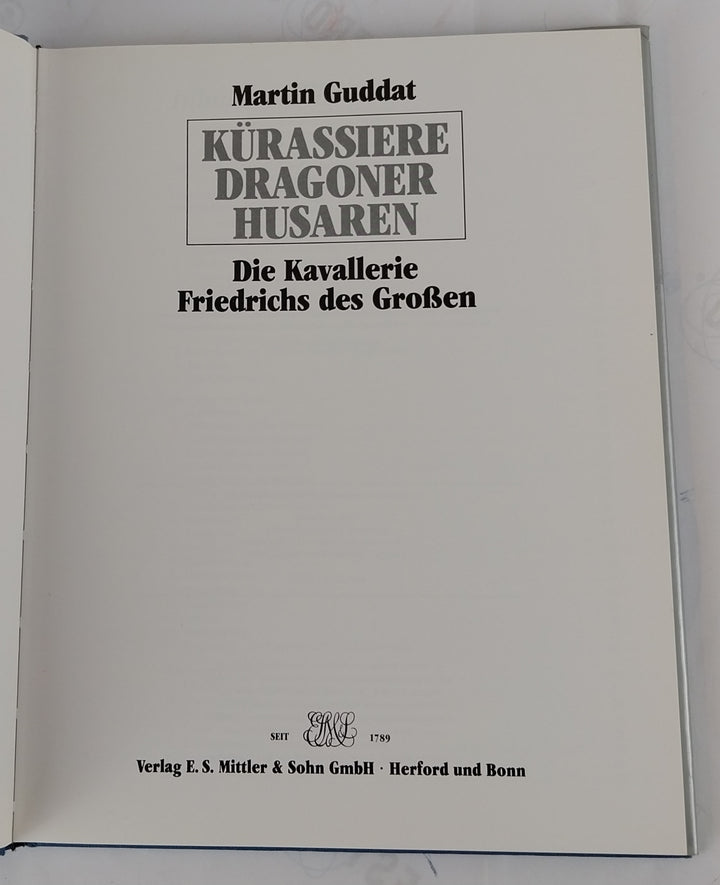 Martin Guddat
KÜRASSIERE
DRAGONER
HUSAREN
Die Kavallerie
Friedrichs des Großen
SEIT 1789
Verlag E. S. Mittler & Sohn GmbH · Herford und Bonn